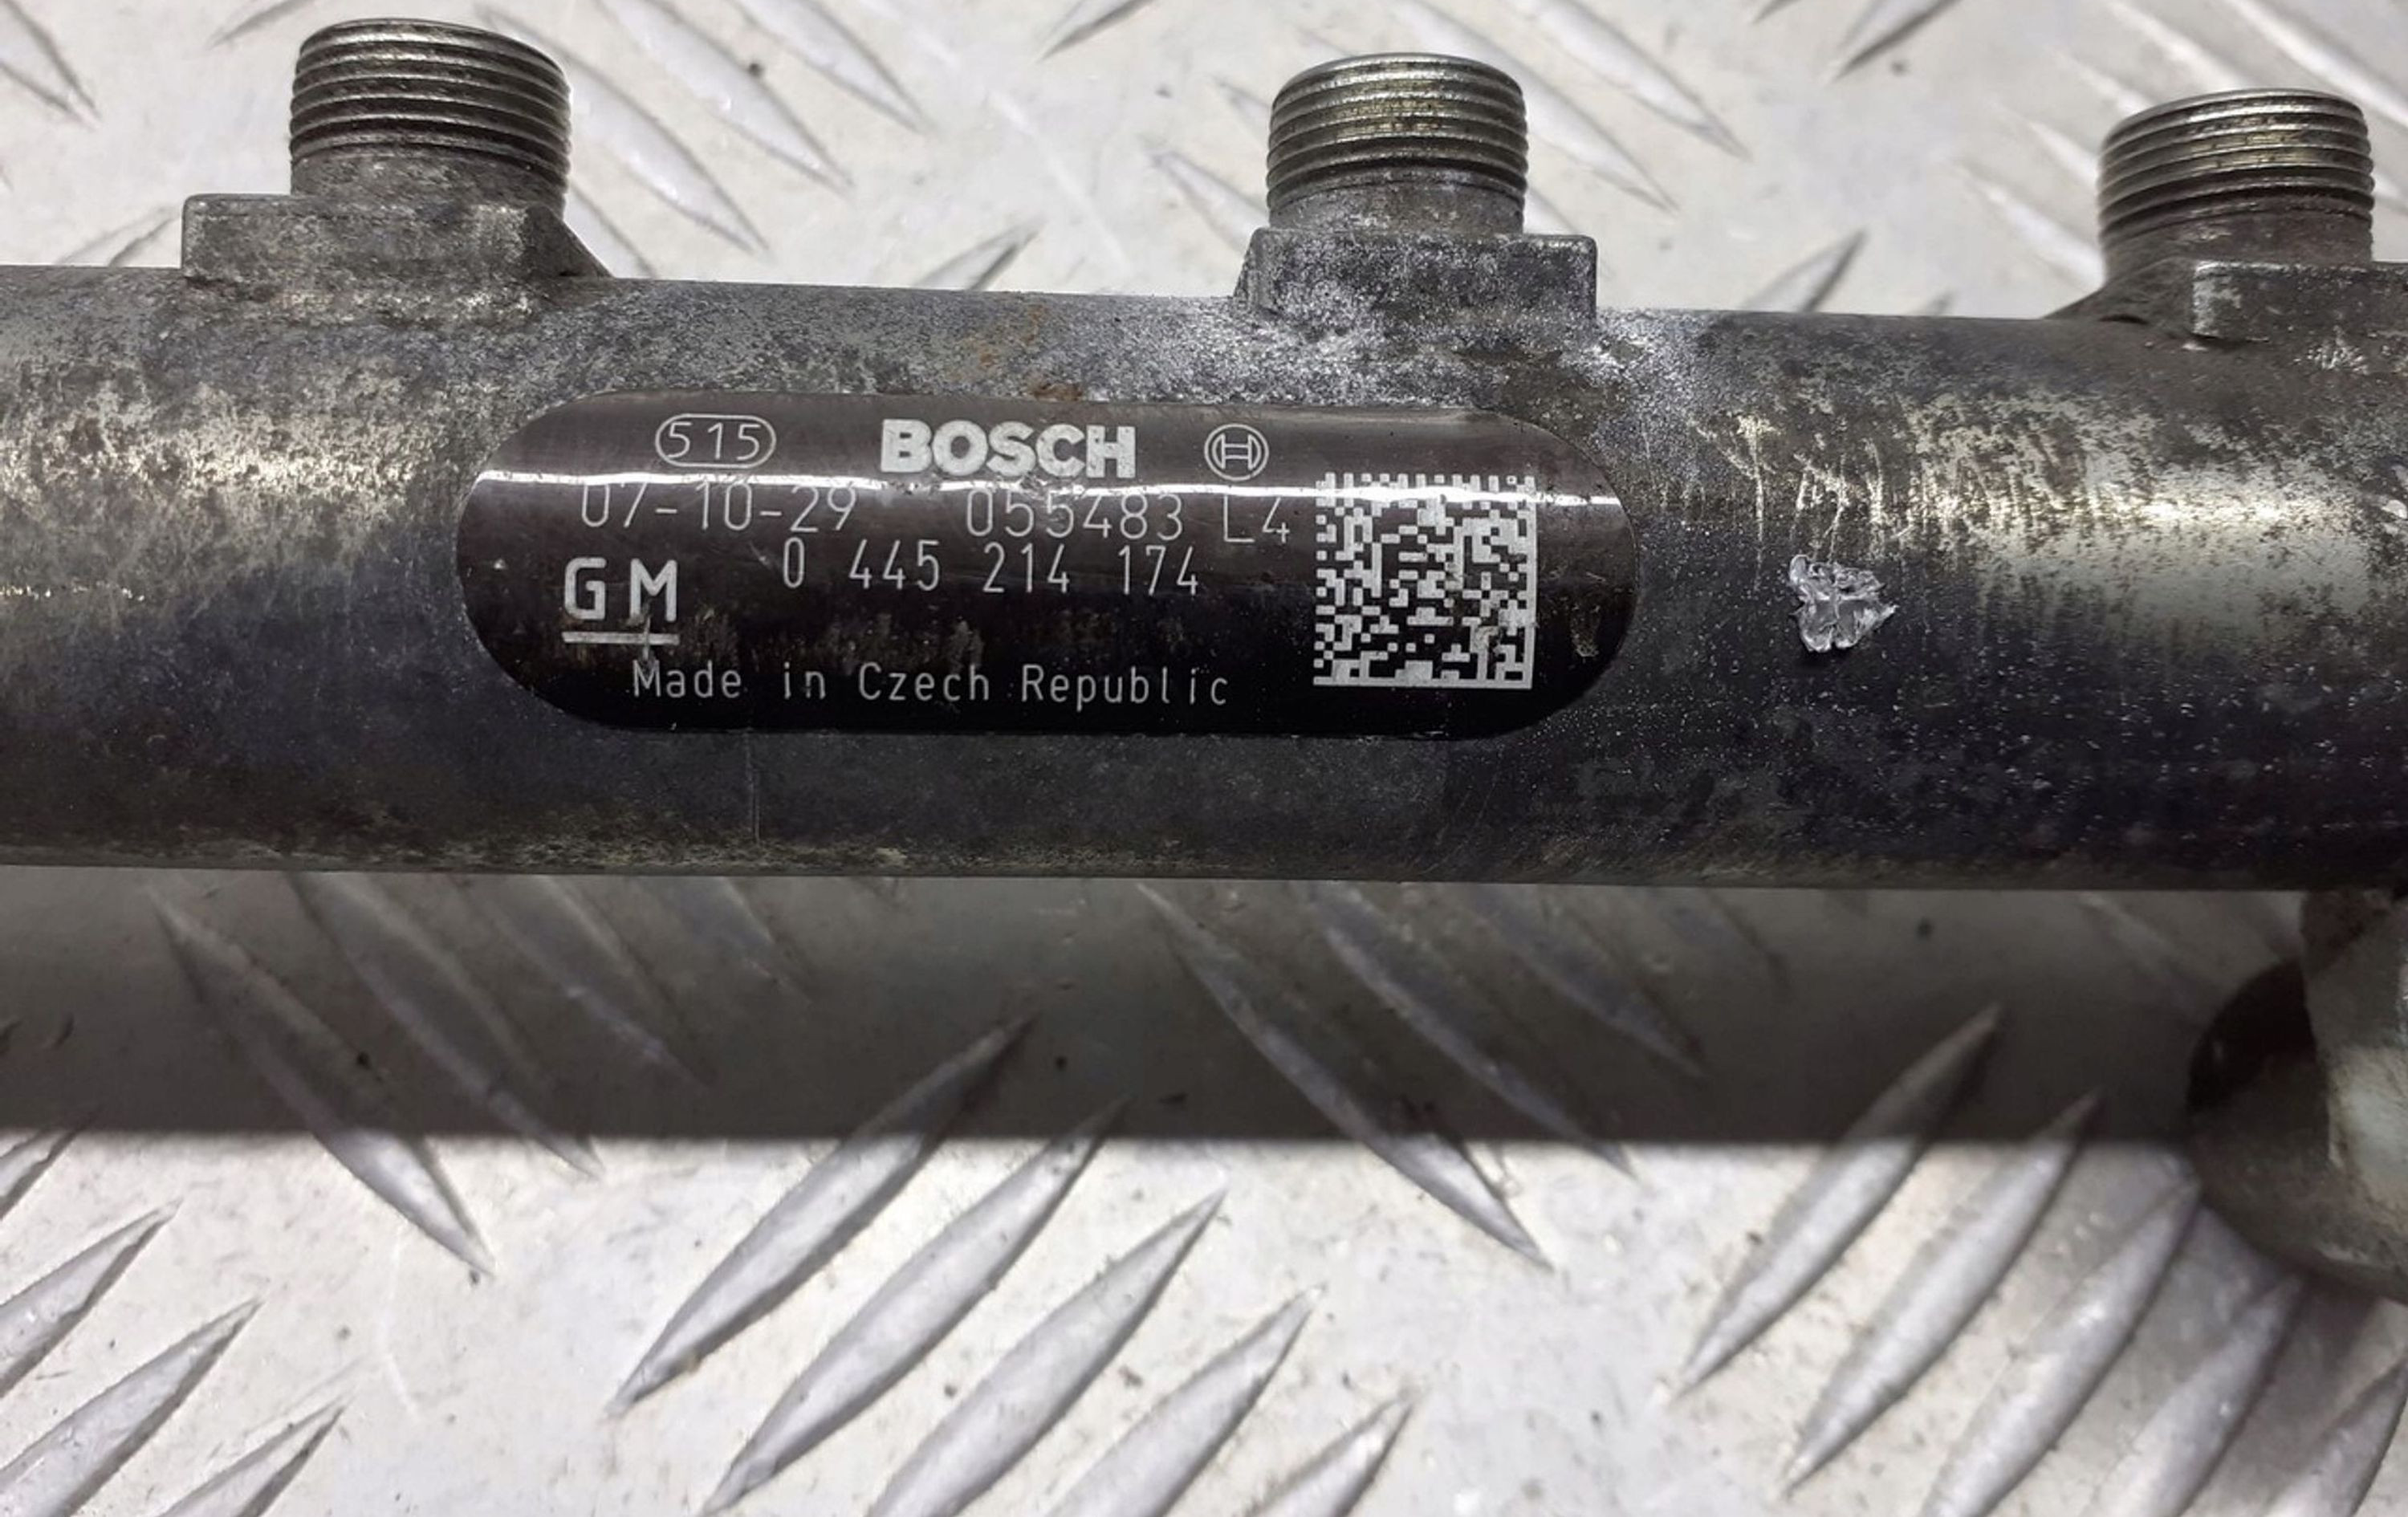 515 BOSCH
07-10-29 055483 L4
GM 0 445 214 174
Made in Czech Republic